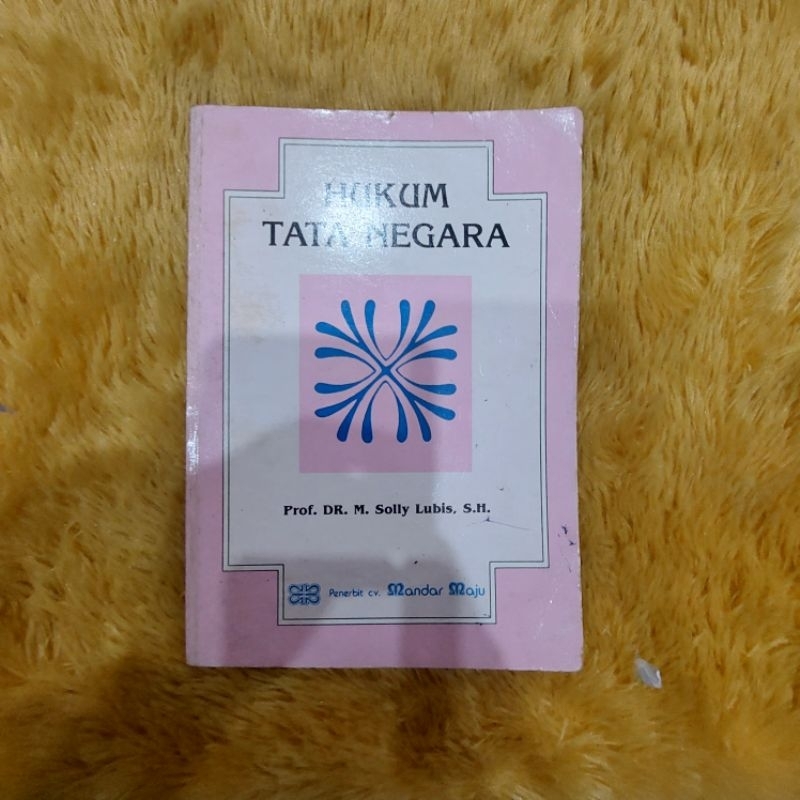 HUKUM
TATA NEGARA
Prof. DR. M. Solly Lubis, S.H.
Penerbit cv. Mandar Maju